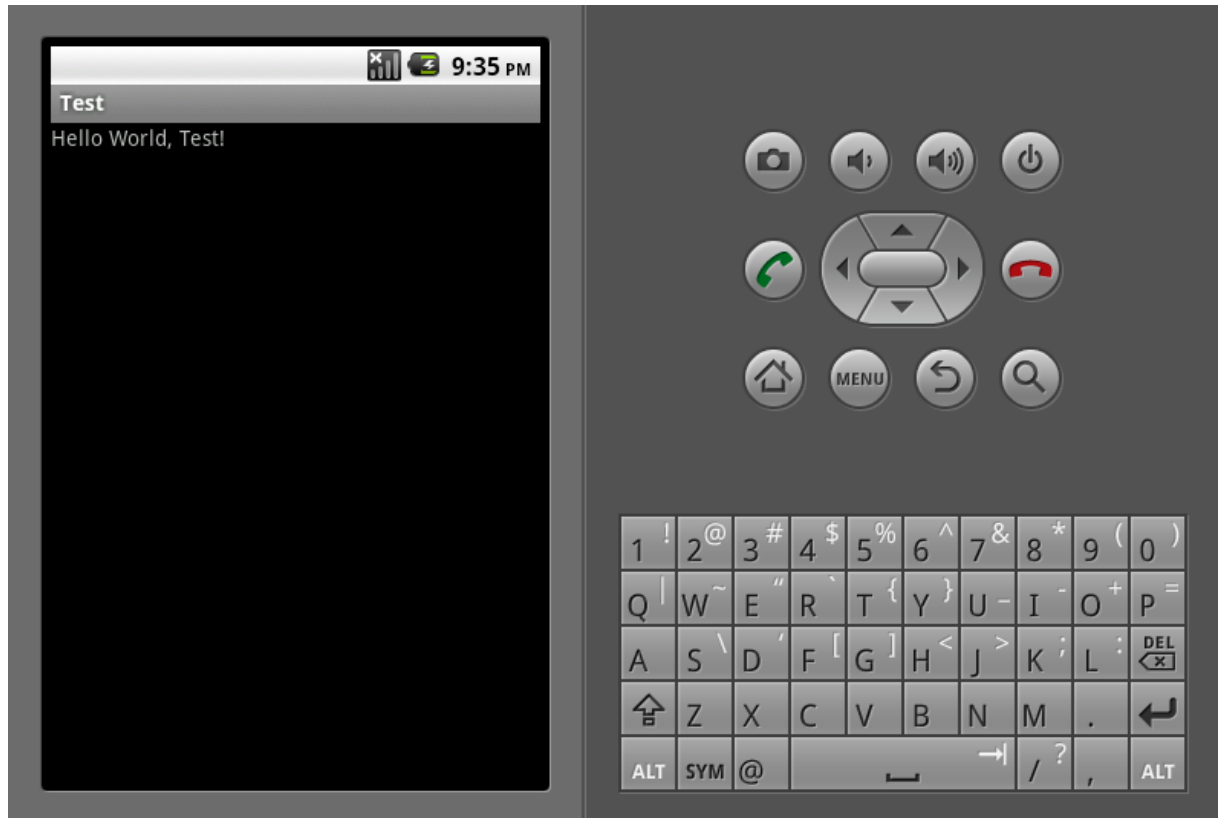 9:35 PM
Test
Hello World, Test!
MENU
1 ! 2 @ 3 # 4 $ 5 % 6 ^ 7 & 8 * 9 ( 0 )
Q | W ~ E " R ` T { Y } U _ I - O + P =
A S \ D ' F [ G ] H < J > K ; L : DEL
Z X C V B N M .
ALT SYM @ / ? , ALT